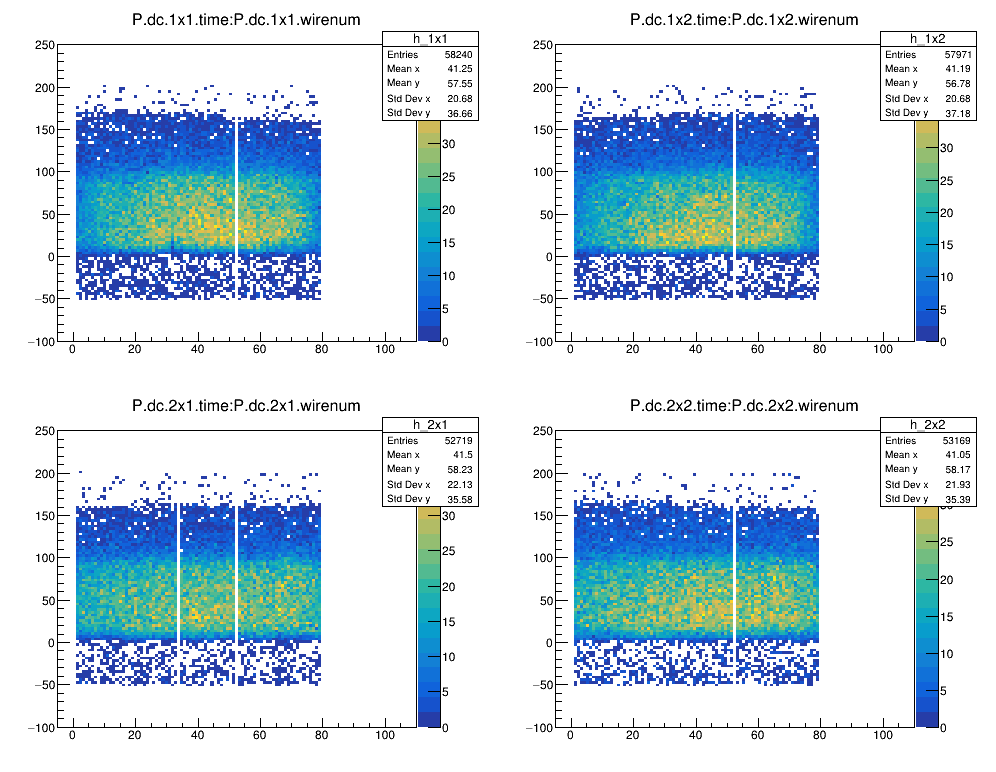 P.dc.1x1.time:P.dc.1x1.wirenum
h_1x1
Entries 58240
Mean x 41.25
Mean y 57.55
Std Dev x 20.68
Std Dev y 36.66
250
200
150
100
50
0
−50
−100
0 20 40 60 80 100
30
25
20
15
10
5
0
P.dc.1x2.time:P.dc.1x2.wirenum
h_1x2
Entries 57971
Mean x 41.19
Mean y 56.78
Std Dev x 20.68
Std Dev y 37.18
250
200
150
100
50
0
−50
−100
0 20 40 60 80 100
30
25
20
15
10
5
0
P.dc.2x1.time:P.dc.2x1.wirenum
h_2x1
Entries 52719
Mean x 41.5
Mean y 58.23
Std Dev x 22.13
Std Dev y 35.58
250
200
150
100
50
0
−50
−100
0 20 40 60 80 100
30
25
20
15
10
5
0
P.dc.2x2.time:P.dc.2x2.wirenum
h_2x2
Entries 53169
Mean x 41.05
Mean y 58.17
Std Dev x 21.93
Std Dev y 35.39
250
200
150
100
50
0
−50
−100
0 20 40 60 80 100
25
20
15
10
5
0